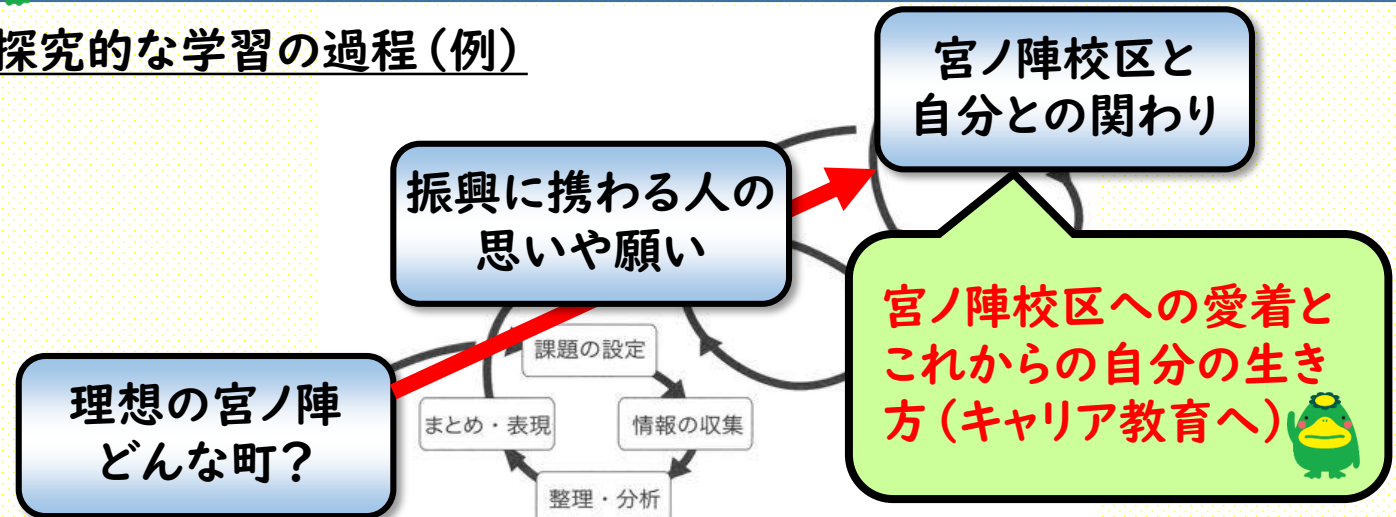 探究的な学習の過程（例）
宮ノ陣校区と
自分との関わり
振興に携わる人の
思いや願い
宮ノ陣校区への愛着と
これからの自分の生き
方（キャリア教育へ）
理想の宮ノ陣
どんな町？
課題の設定
まとめ・表現
情報の収集
整理・分析